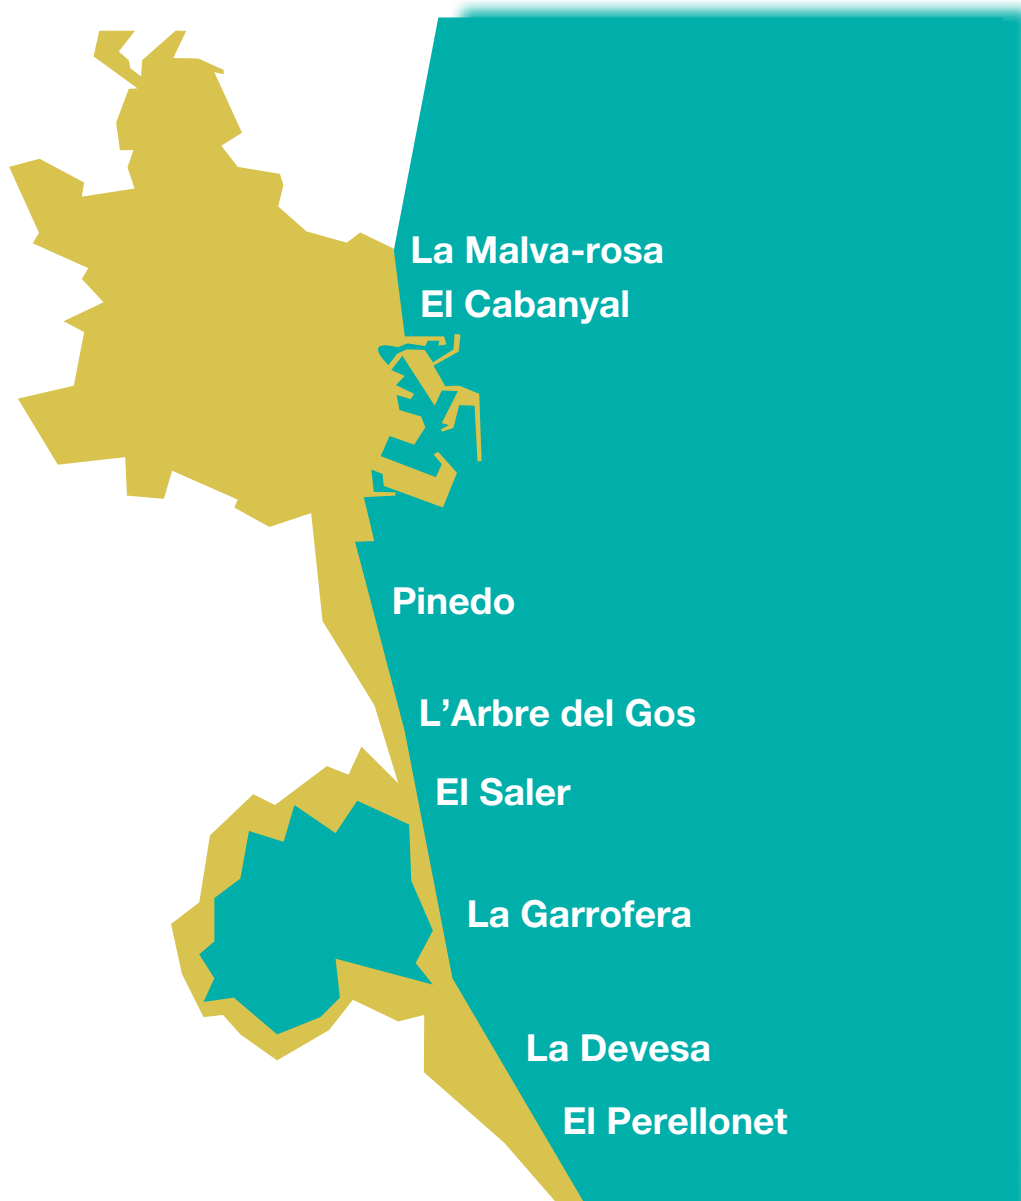 La Malva-rosa
El Cabanyal
Pinedo
L’Arbre del Gos
El Saler
La Garrofera
La Devesa
El Perellonet